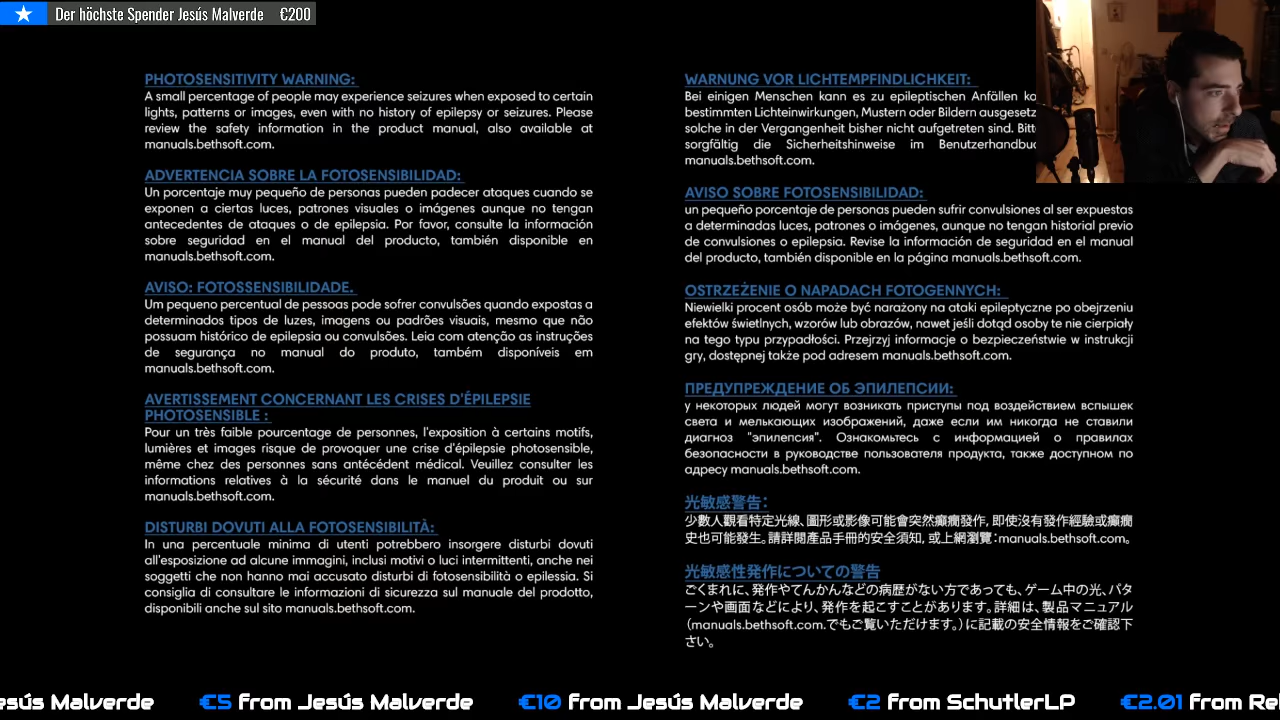 Der höchste Spender Jesús Malverde €200
PHOTOSENSITIVITY WARNING:
A small percentage of people may experience seizures when exposed to certain
lights, patterns or images, even with no history of epilepsy or seizures. Please
review the safety information in the product manual, also available at
manuals.bethsoft.com.
ADVERTENCIA SOBRE LA FOTOSENSIBILIDAD:
Un porcentaje muy pequeño de personas pueden padecer ataques cuando se
exponen a ciertas luces, patrones visuales o imágenes aunque no tengan
antecedentes de ataques o de epilepsia. Por favor, consulte la información
sobre seguridad en el manual del producto, también disponible en
manuals.bethsoft.com.
AVISO: FOTOSSENSIBILIDADE.
Um pequeno percentual de pessoas pode sofrer convulsões quando expostas a
determinados tipos de luzes, imagens ou padrões visuais, mesmo que não
possuam histórico de epilepsia ou convulsões. Leia com atenção as instruções
de segurança no manual do produto, também disponíveis em
manuals.bethsoft.com.
AVERTISSEMENT CONCERNANT LES CRISES D'ÉPILEPSIE
PHOTOSENSIBLE :
Pour un très faible pourcentage de personnes, l'exposition à certains motifs,
lumières et images risque de provoquer une crise d'épilepsie photosensible,
même chez des personnes sans antécédent médical. Veuillez consulter les
informations relatives à la sécurité dans le manuel du produit ou sur
manuals.bethsoft.com.
DISTURBI DOVUTI ALLA FOTOSENSIBILITÀ:
In una percentuale minima di utenti potrebbero insorgere disturbi dovuti
all'esposizione ad alcune immagini, inclusi motivi o luci intermittenti, anche nei
soggetti che non hanno mai accusato disturbi di fotosensibilità o epilessia. Si
consiglia di consultare le informazioni di sicurezza sul manuale del prodotto,
disponibili anche sul sito manuals.bethsoft.com.
WARNUNG VOR LICHTEMPFINDLICHKEIT:
Bei einigen Menschen kann es zu epileptischen Anfällen ko
bestimmten Lichteinwirkungen, Mustern oder Bildern ausgesetz
solche in der Vergangenheit bisher nicht aufgetreten sind. Bitt
sorgfältig die Sicherheitshinweise im Benutzerhandbuc
manuals.bethsoft.com.
AVISO SOBRE FOTOSENSIBILIDAD:
un pequeño porcentaje de personas pueden sufrir convulsiones al ser expuestas
a determinadas luces, patrones o imágenes, aunque no tengan historial previo
de convulsiones o epilepsia. Revise la información de seguridad en el manual
del producto, también disponible en la página manuals.bethsoft.com.
OSTRZEŻENIE O NAPADACH FOTOGENNYCH:
Niewielki procent osób może być narażony na ataki epileptyczne po obejrzeniu
efektów świetlnych, wzorów lub obrazów, nawet jeśli dotąd osoby te nie cierpiały
na tego typu przypadłości. Przejrzyj informacje o bezpieczeństwie w instrukcji
gry, dostępnej także pod adresem manuals.bethsoft.com.
ПРЕДУПРЕЖДЕНИЕ ОБ ЭПИЛЕПСИИ:
у некоторых людей могут возникать приступы под воздействием вспышек
света и мелькающих изображений, даже если им никогда не ставили
диагноз "эпилепсия". Ознакомьтесь с информацией о правилах
безопасности в руководстве пользователя продукта, также доступном по
адресу manuals.bethsoft.com.
光敏感警告：
少數人觀看特定光線、圖形或影像可能會突然癲癇發作, 即使沒有發作經驗或癲癇
史也可能發生。請詳閱產品手冊的安全須知, 或上網瀏覽：manuals.bethsoft.com。
光敏感性発作についての警告
ごくまれに、発作やてんかんなどの病歴がない方であっても、ゲーム中の光、パタ
ーンや画面などにより、発作を起こすことがあります。詳細は、製品マニュアル
（manuals.bethsoft.com.でもご覧いただけます。）に記載の安全情報をご確認下
さい。
esús Malverde €5 from Jesús Malverde €10 from Jesús Malverde €2 from SchutlerLP €2.01 from Re